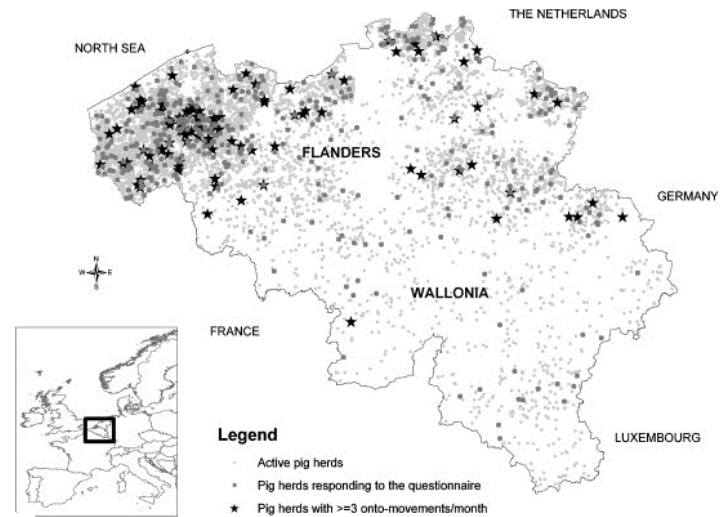 THE NETHERLANDS
NORTH SEA
FLANDERS
GERMANY
N
W E
S
WALLONIA
FRANCE
LUXEMBOURG
Legend
Active pig herds
Pig herds responding to the questionnaire
Pig herds with >=3 onto-movements/month